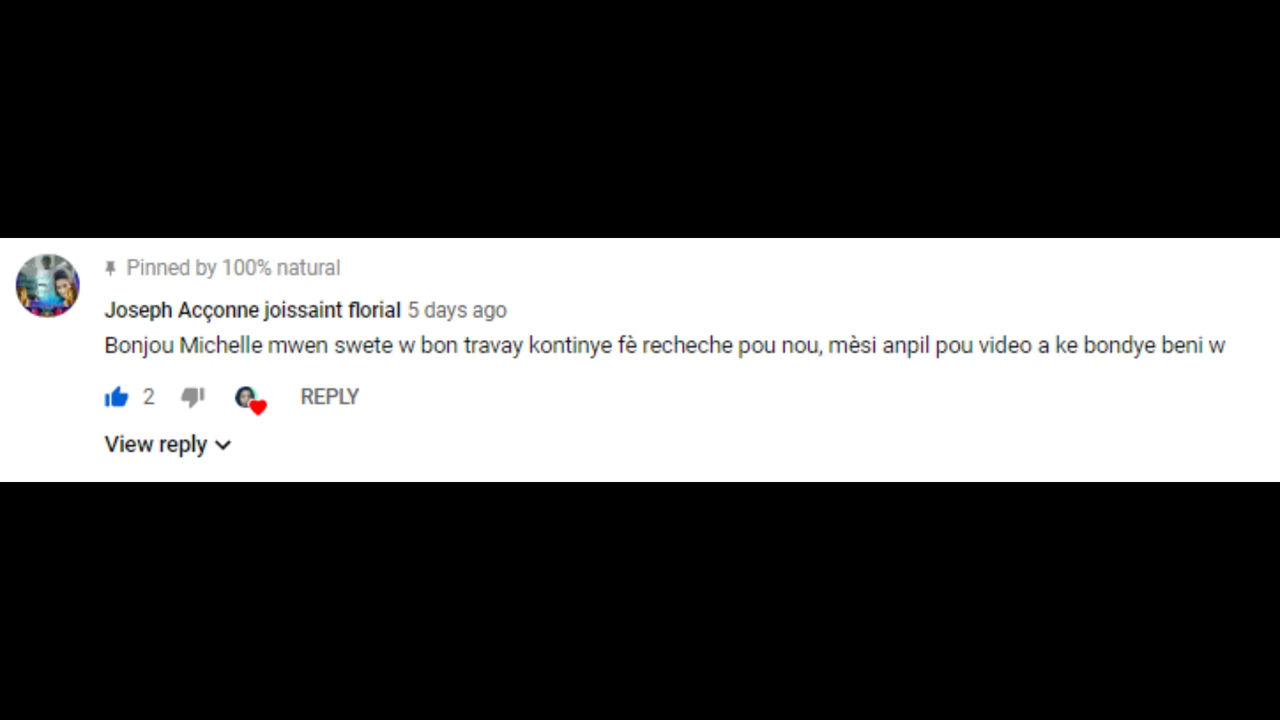 Pinned by 100% natural
Joseph Acçonne joissaint florial 5 days ago
Bonjou Michelle mwen swete w bon travay kontinye fè recheche pou nou, mèsi anpil pou video a ke bondye beni w
2 REPLY
View reply